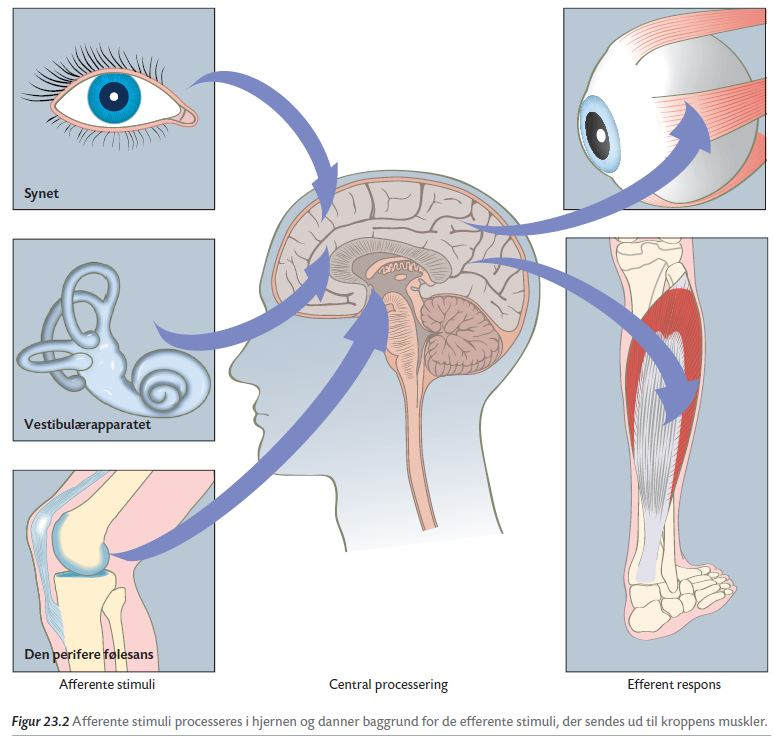 Synet
Vestibulærapparatet
Den perifere følesans
Afferente stimuli
Central processering
Efferent respons
Figur 23.2 Afferente stimuli processeres i hjernen og danner baggrund for de efferente stimuli, der sendes ud til kroppens muskler.